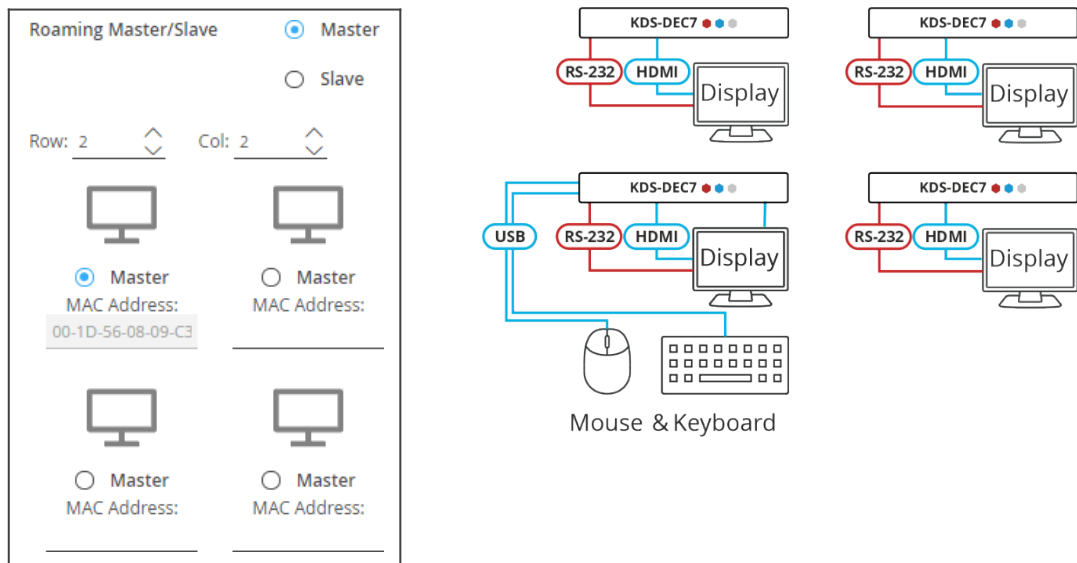 Roaming Master/Slave Master
Slave
Row: 2 Col: 2
Master Master
MAC Address: MAC Address:
00-1D-56-08-09-C3
Master Master
MAC Address: MAC Address:
KDS-DEC7
RS-232 HDMI Display
KDS-DEC7
RS-232 HDMI Display
KDS-DEC7
USB RS-232 HDMI Display
Mouse & Keyboard
KDS-DEC7
RS-232 HDMI Display